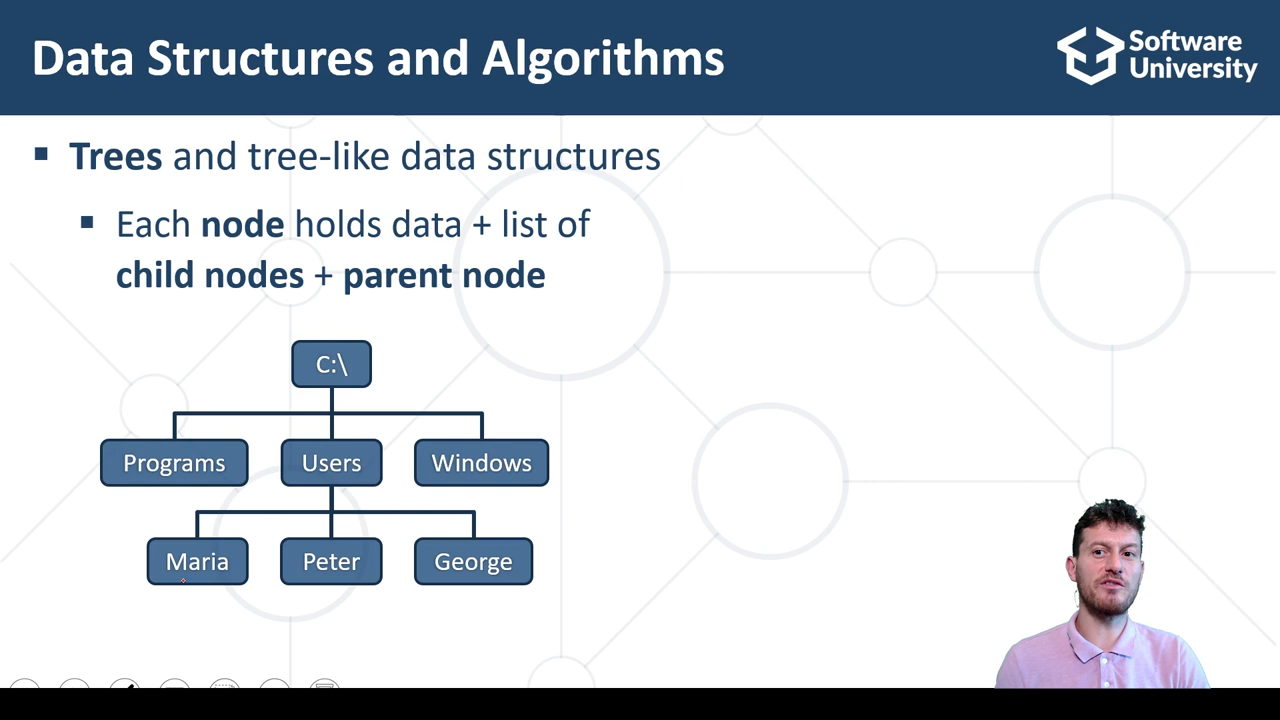 Data Structures and Algorithms
Software
University
Trees and tree-like data structures
Each node holds data + list of
child nodes + parent node
C:\
Programs
Users
Windows
Maria
Peter
George